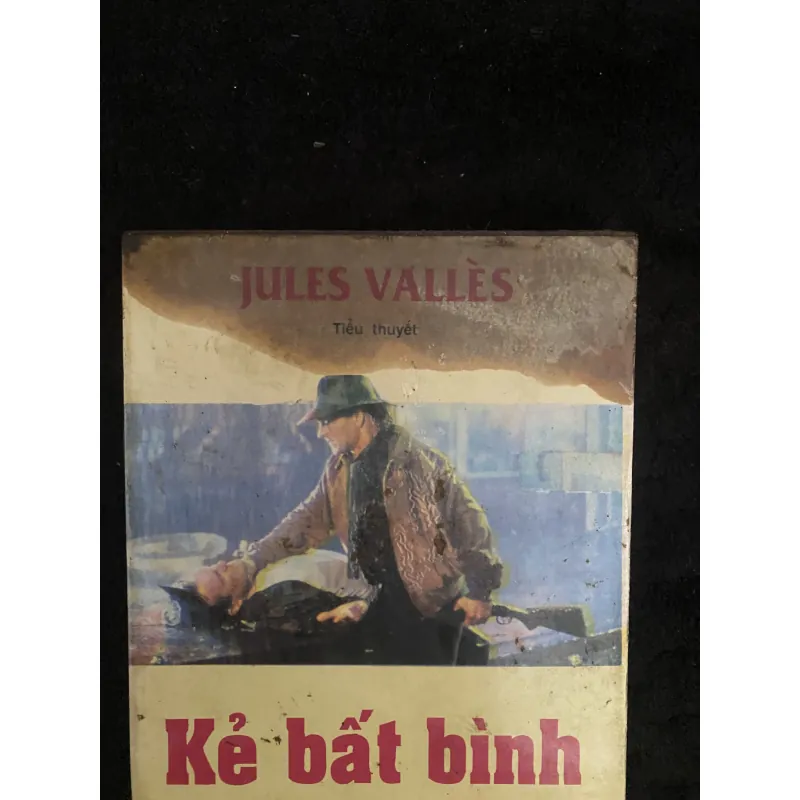 JULES VALLÈS
Tiểu thuyết
Kẻ bất bình